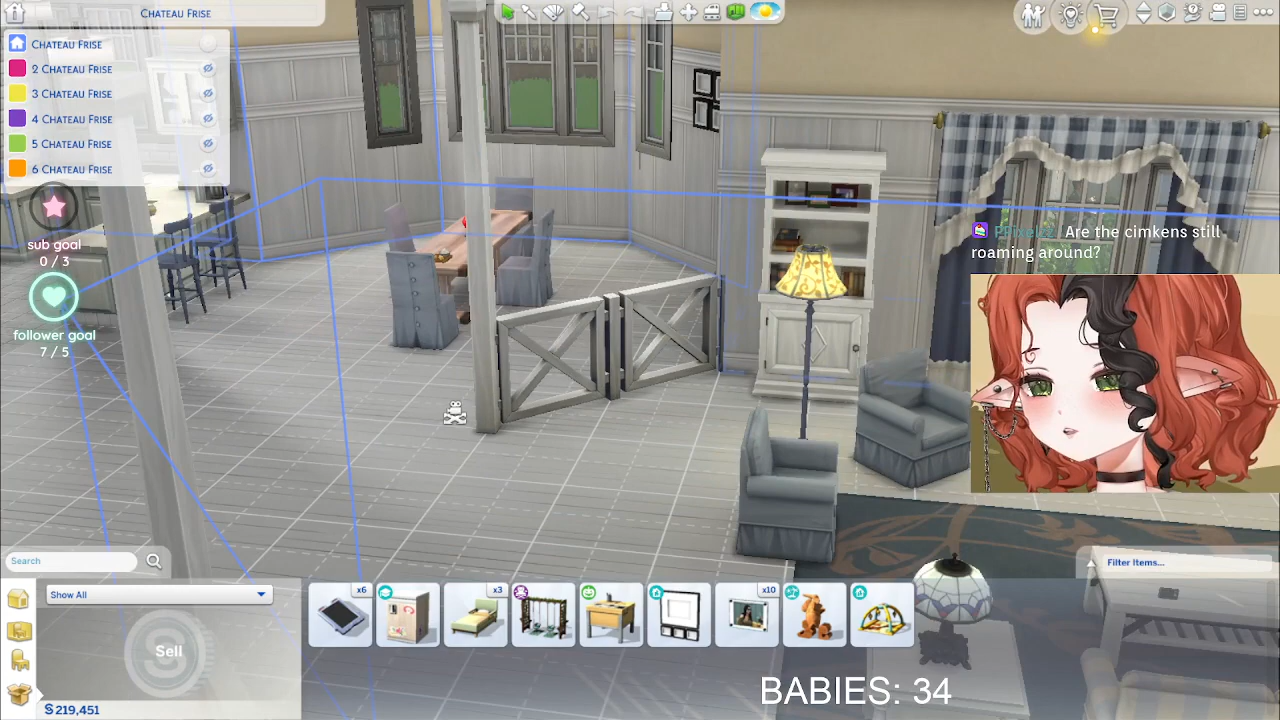 CHATEAU FRISE
CHATEAU FRISE
2 CHATEAU FRISE
3 CHATEAU FRISE
4 CHATEAU FRISE
5 CHATEAU FRISE
6 CHATEAU FRISE
sub goal
0 / 3
follower goal
7 / 5
Are the cimkens still
roaming around?
Search
Filter Items...
Show All
x6
x3
x10
Sell
S
§219,451
BABIES: 34